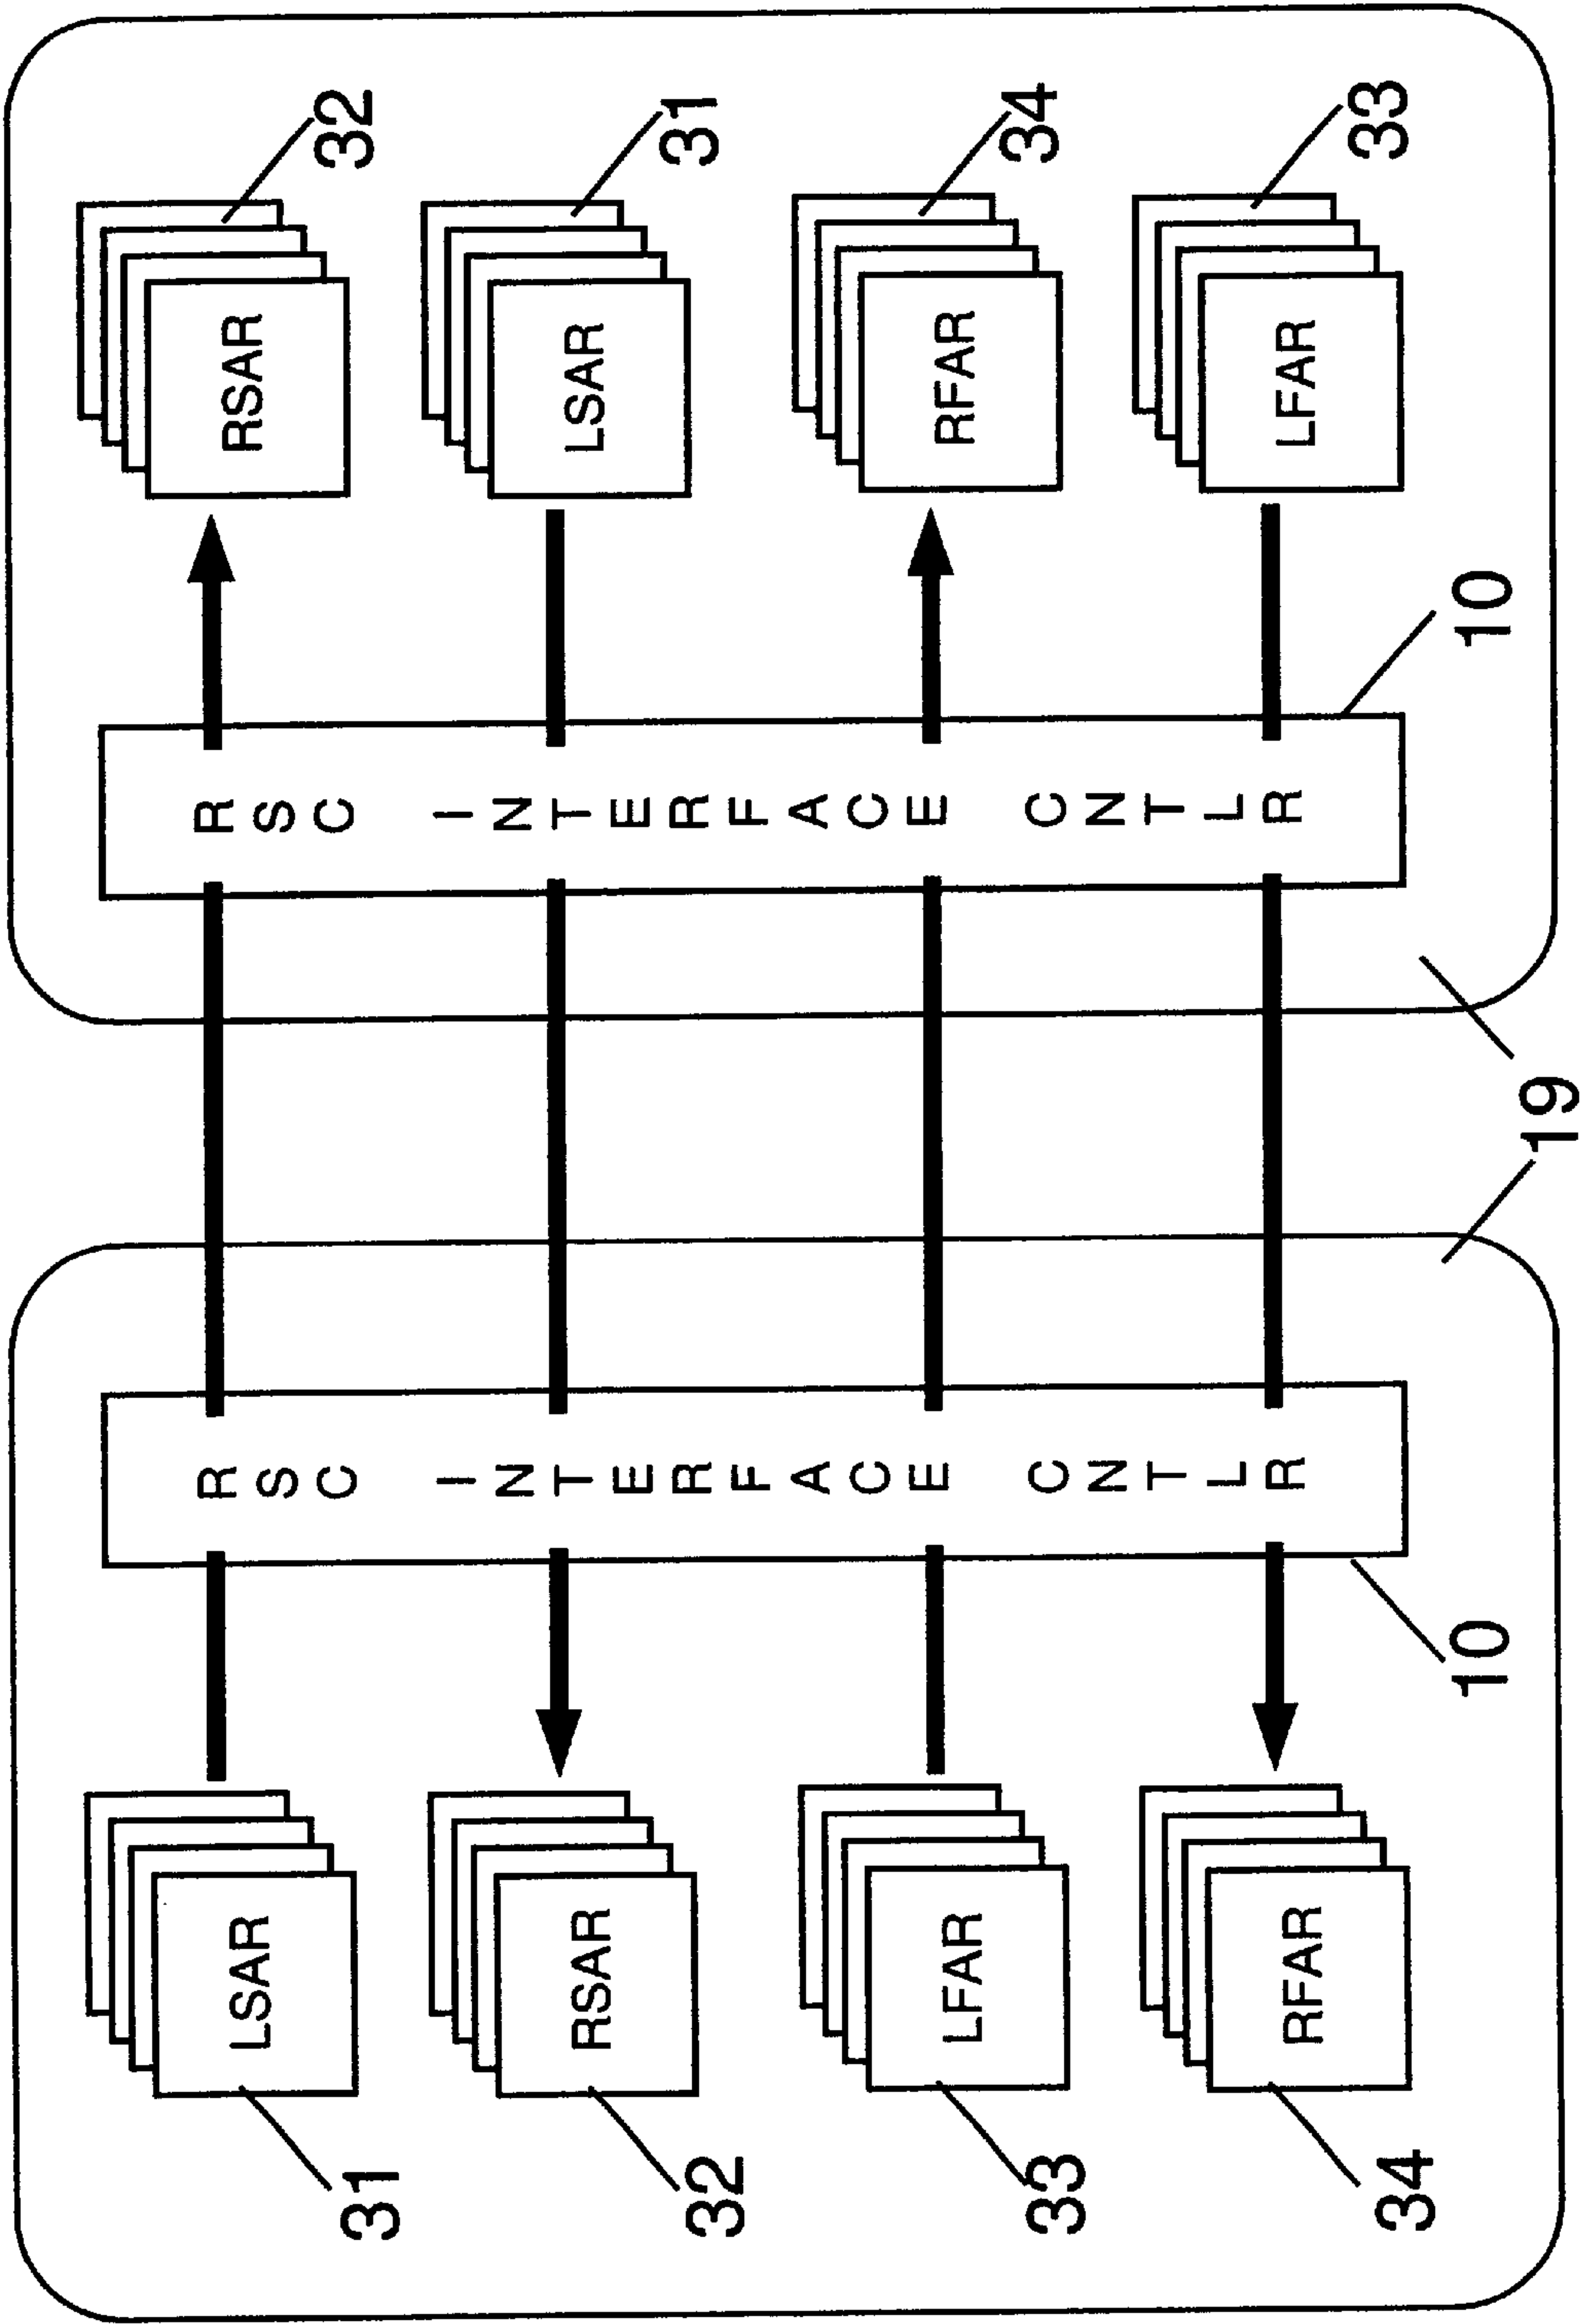 31
LSAR
32
RSAR
33
LFAR
34
RFAR
RSC INTERFACE CNTLR
10
19
RSC INTERFACE CNTLR
10
RSAR
32
LSAR
31
RFAR
34
LFAR
33